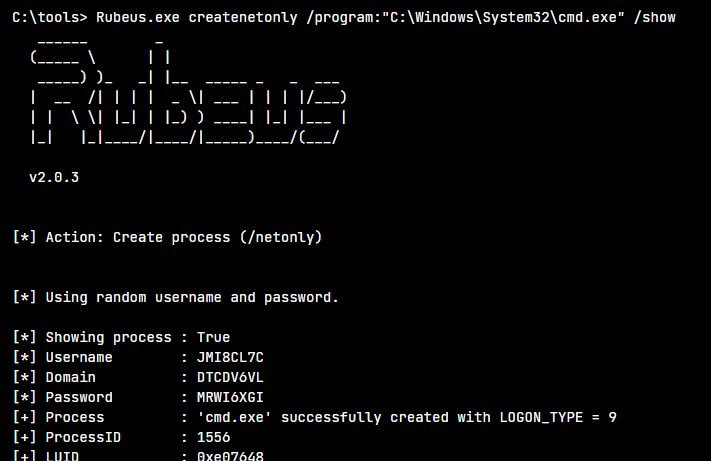 C:\tools> Rubeus.exe createnetonly /program:"C:\Windows\System32\cmd.exe" /show
   ______        _
  (_____ \      | |
   _____) )_   _| |__  _____ _   _  ___
  |  __  /| | | |  _ \| ___ | | | |/___)
  | |  \ \| |_| | |_) ) ____| |_| |___ |
  |_|   |_|____/|____/|_____)____/(___/
  v2.0.3
[*] Action: Create process (/netonly)
[*] Using random username and password.
[*] Showing process : True
[*] Username        : JMI8CL7C
[*] Domain          : DTCDV6VL
[*] Password        : MRWI6XGI
[+] Process         : 'cmd.exe' successfully created with LOGON_TYPE = 9
[+] ProcessID       : 1556
[+] LUID            : 0xe07648